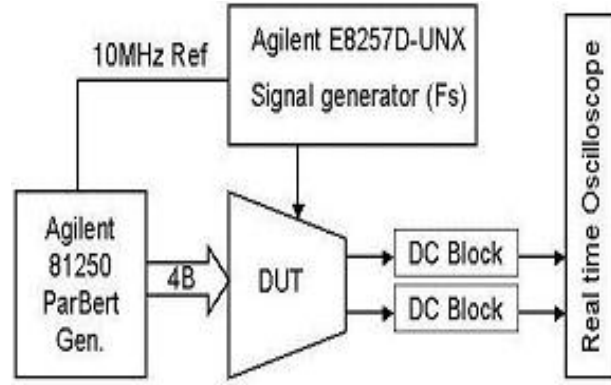 10MHz Ref
Agilent E8257D-UNX
Signal generator (Fs)
Agilent
81250
ParBert
Gen.
4B
DUT
DC Block
DC Block
Real time Oscilloscope